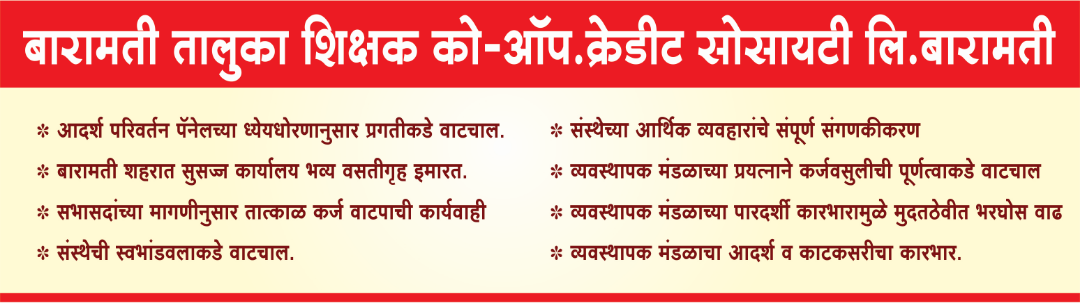 बारामती तालुका शिक्षक को-ऑप.क्रेडीट सोसायटी लि.बारामती
* आदर्श परिवर्तन पॅनेलच्या ध्येयधोरणानुसार प्रगतीकडे वाटचाल.
* बारामती शहरात सुसज्ज कार्यालय भव्य वसतीगृह इमारत.
* सभासदांच्या मागणीनुसार तात्काळ कर्ज वाटपाची कार्यवाही
* संस्थेची स्वभांडवलाकडे वाटचाल.
* संस्थेच्या आर्थिक व्यवहारांचे संपूर्ण संगणकीकरण
* व्यवस्थापक मंडळाच्या प्रयत्नाने कर्जवसुलीची पूर्णत्वाकडे वाटचाल
* व्यवस्थापक मंडळाच्या पारदर्शी कारभारामुळे मुदतठेवीत भरघोस वाढ
* व्यवस्थापक मंडळाचा आदर्श व काटकसरीचा कारभार.